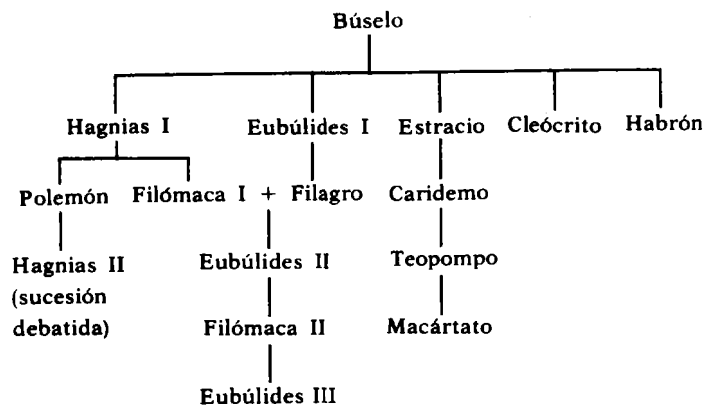 Búselo
Hagnias I Eubúlides I Estracio Cleócrito Habrón
Polemón Filómaca I + Filagro Caridemo
Hagnias II Eubúlides II Teopompo
(sucesión
debatida) Filómaca II Macártato
Eubúlides III